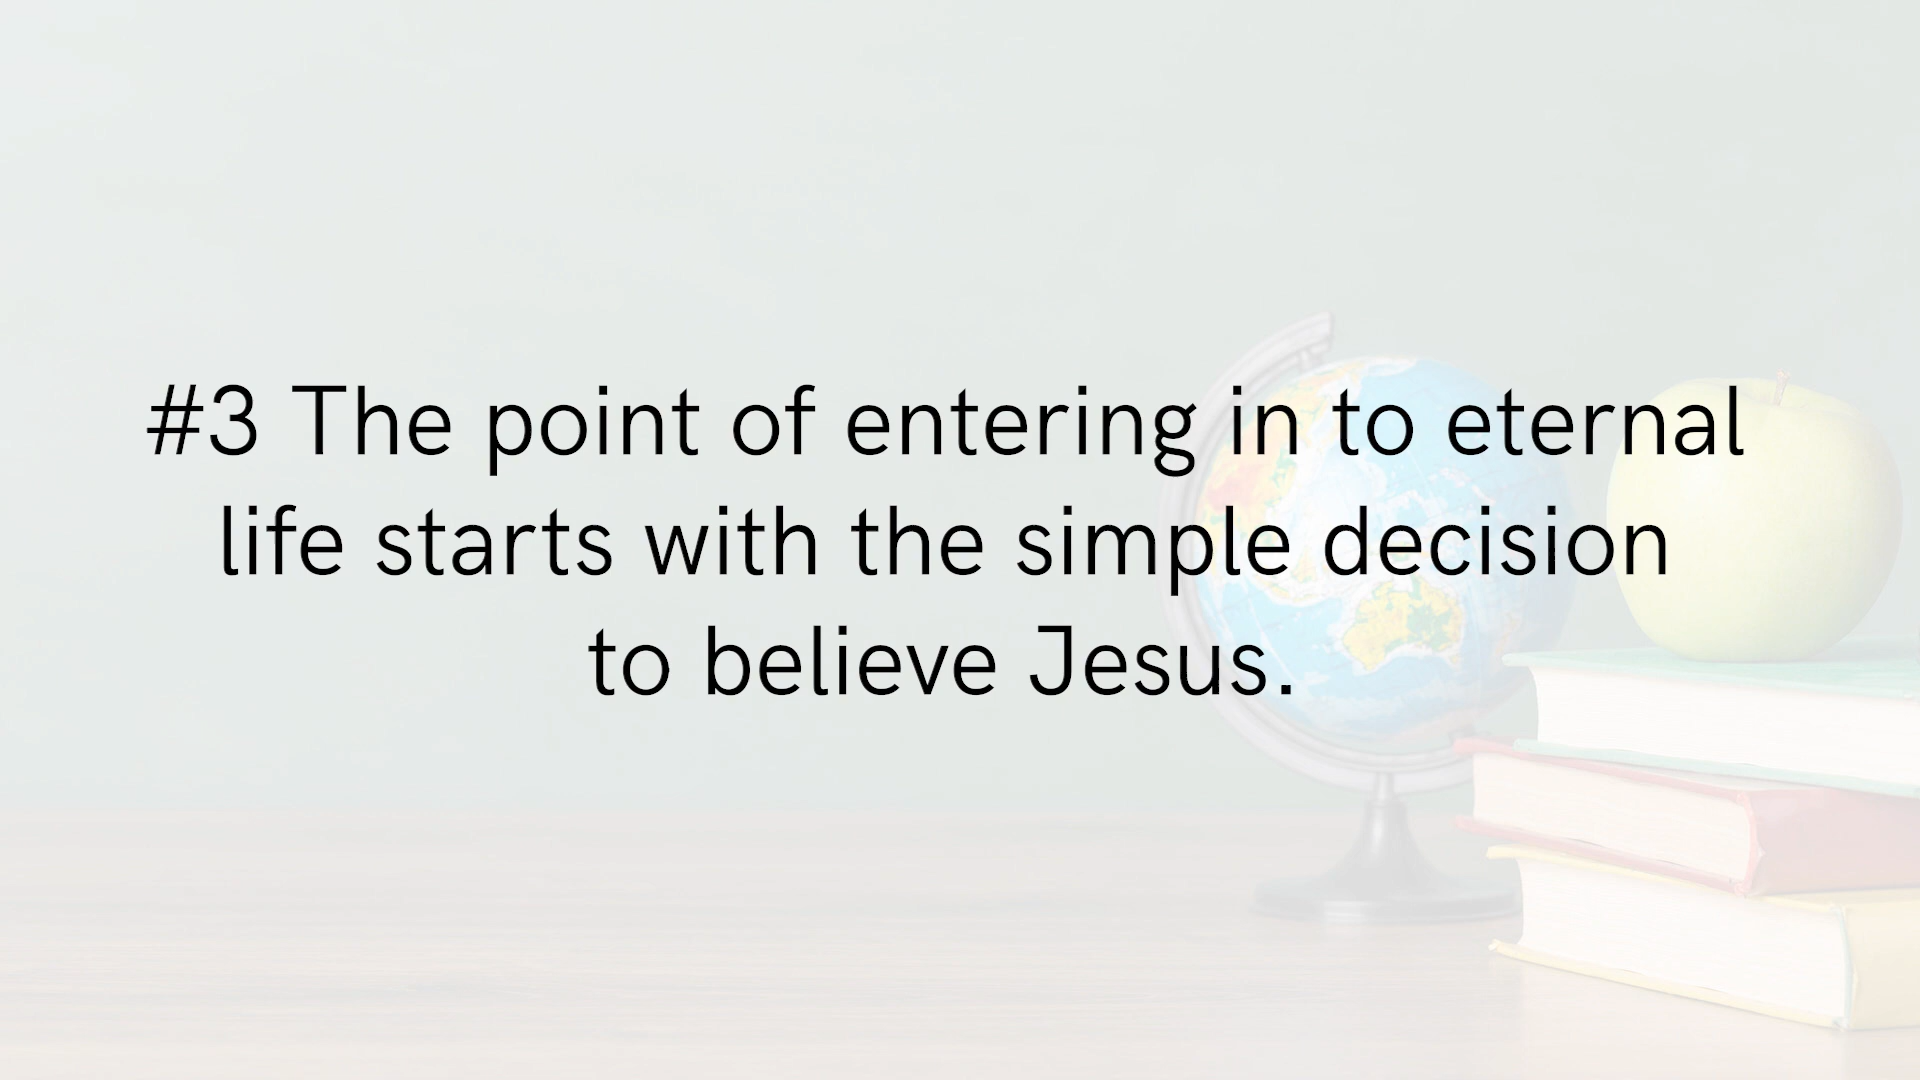 #3 The point of entering in to eternal
life starts with the simple decision
to believe Jesus.